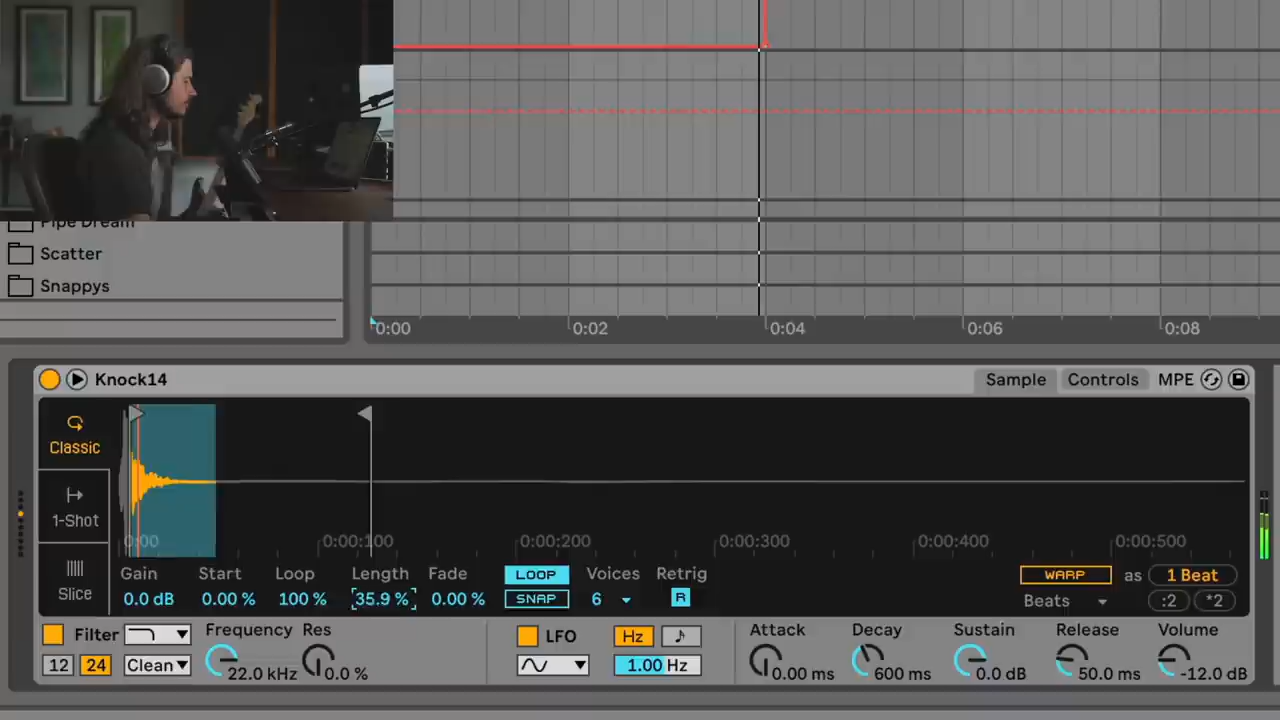 Pipe Dream
Scatter
Snappys
0:00 0:02 0:04 0:06 0:08
Knock14 Sample Controls MPE
Classic
1-Shot
Slice
0:00 0:00:100 0:00:200 0:00:300 0:00:400 0:00:500
Gain Start Loop Length Fade LOOP Voices Retrig WARP as 1 Beat
0.0 dB 0.00 % 100 % 35.9 % 0.00 % SNAP 6 R Beats :2 *2
Filter Frequency Res LFO Hz Attack Decay Sustain Release Volume
12 24 Clean 22.0 kHz 0.0 % 1.00 Hz 0.00 ms 600 ms 0.0 dB 50.0 ms -12.0 dB